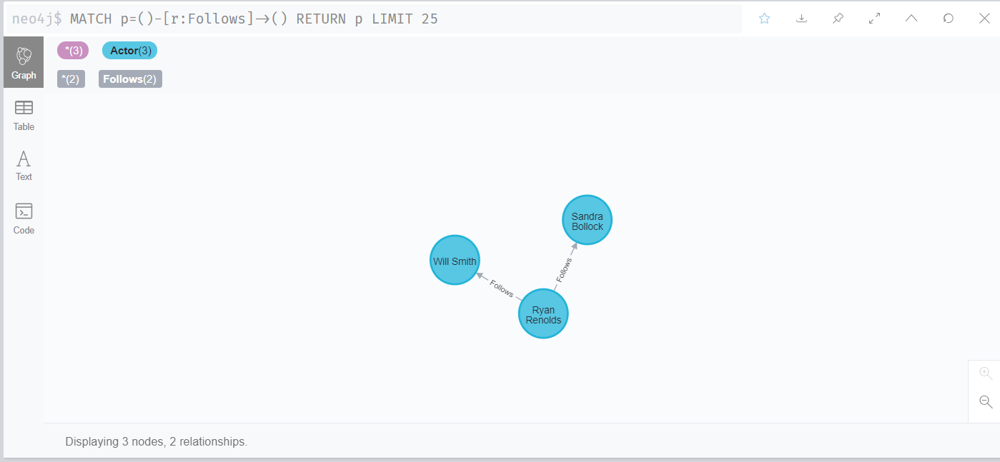 neo4j$ MATCH p=()-[r:Follows]→() RETURN p LIMIT 25
Graph
*(3) Actor(3)
*(2) Follows(2)
Table
Text
Code
Sandra
Bollock
Will Smith
Follows
Follows
Ryan
Renolds
Displaying 3 nodes, 2 relationships.